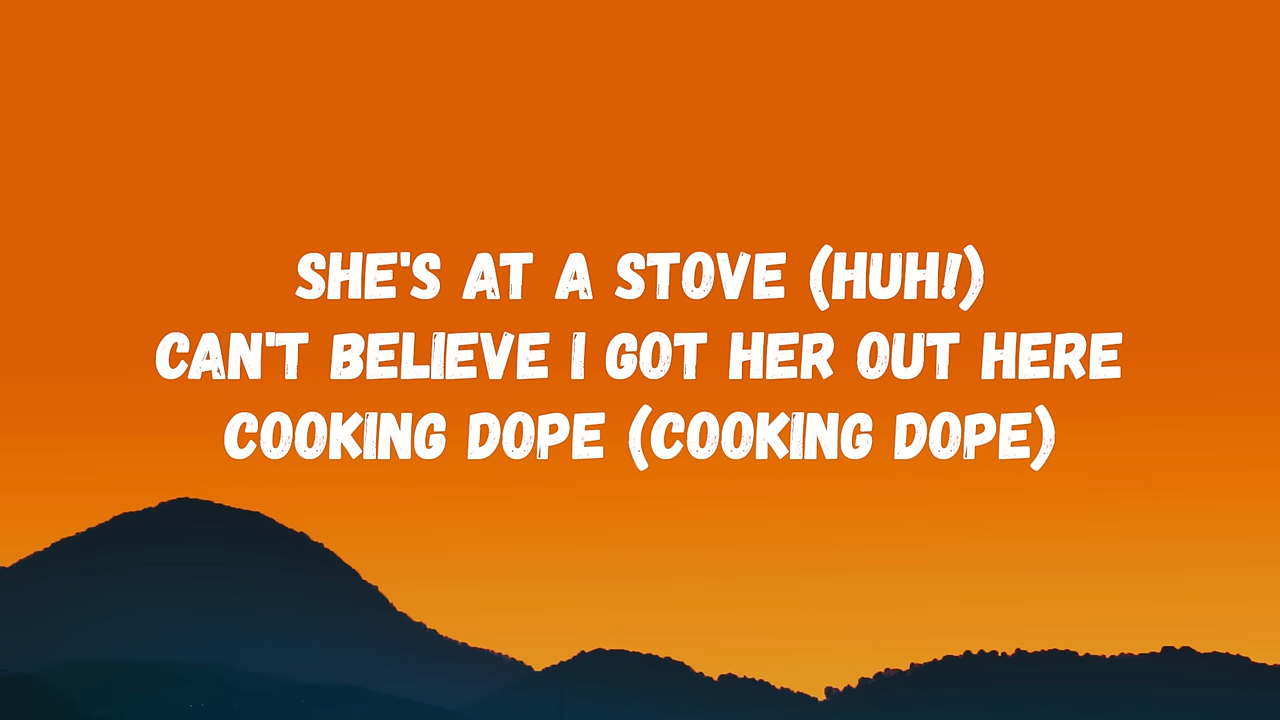 SHE'S AT A STOVE (HUH!)
CAN'T BELIEVE I GOT HER OUT HERE
COOKING DOPE (COOKING DOPE)